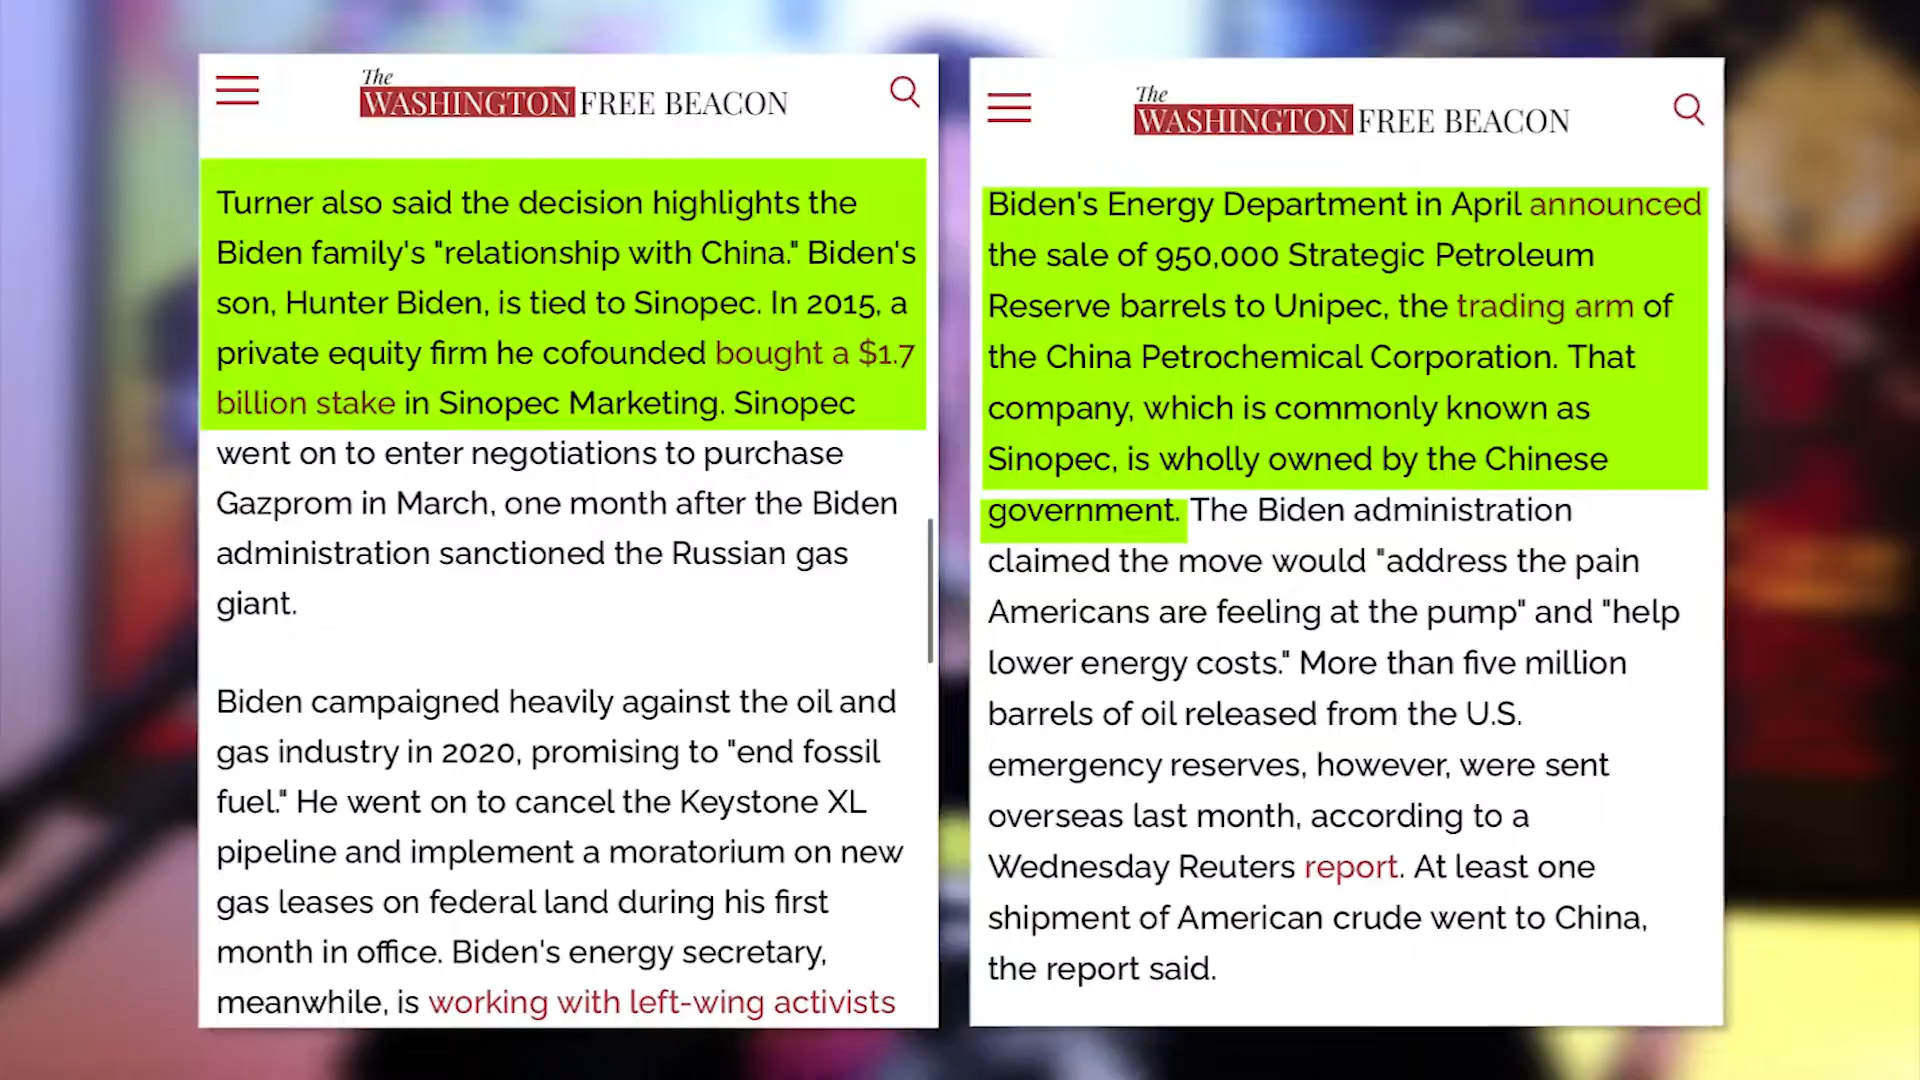 The
WASHINGTON FREE BEACON
Turner also said the decision highlights the
Biden family's "relationship with China." Biden's
son, Hunter Biden, is tied to Sinopec. In 2015, a
private equity firm he cofounded bought a $1.7
billion stake in Sinopec Marketing. Sinopec
went on to enter negotiations to purchase
Gazprom in March, one month after the Biden
administration sanctioned the Russian gas
giant.
Biden campaigned heavily against the oil and
gas industry in 2020, promising to "end fossil
fuel." He went on to cancel the Keystone XL
pipeline and implement a moratorium on new
gas leases on federal land during his first
month in office. Biden's energy secretary,
meanwhile, is working with left-wing activists
The
WASHINGTON FREE BEACON
Biden's Energy Department in April announced
the sale of 950,000 Strategic Petroleum
Reserve barrels to Unipec, the trading arm of
the China Petrochemical Corporation. That
company, which is commonly known as
Sinopec, is wholly owned by the Chinese
government. The Biden administration
claimed the move would "address the pain
Americans are feeling at the pump" and "help
lower energy costs." More than five million
barrels of oil released from the U.S.
emergency reserves, however, were sent
overseas last month, according to a
Wednesday Reuters report. At least one
shipment of American crude went to China,
the report said.